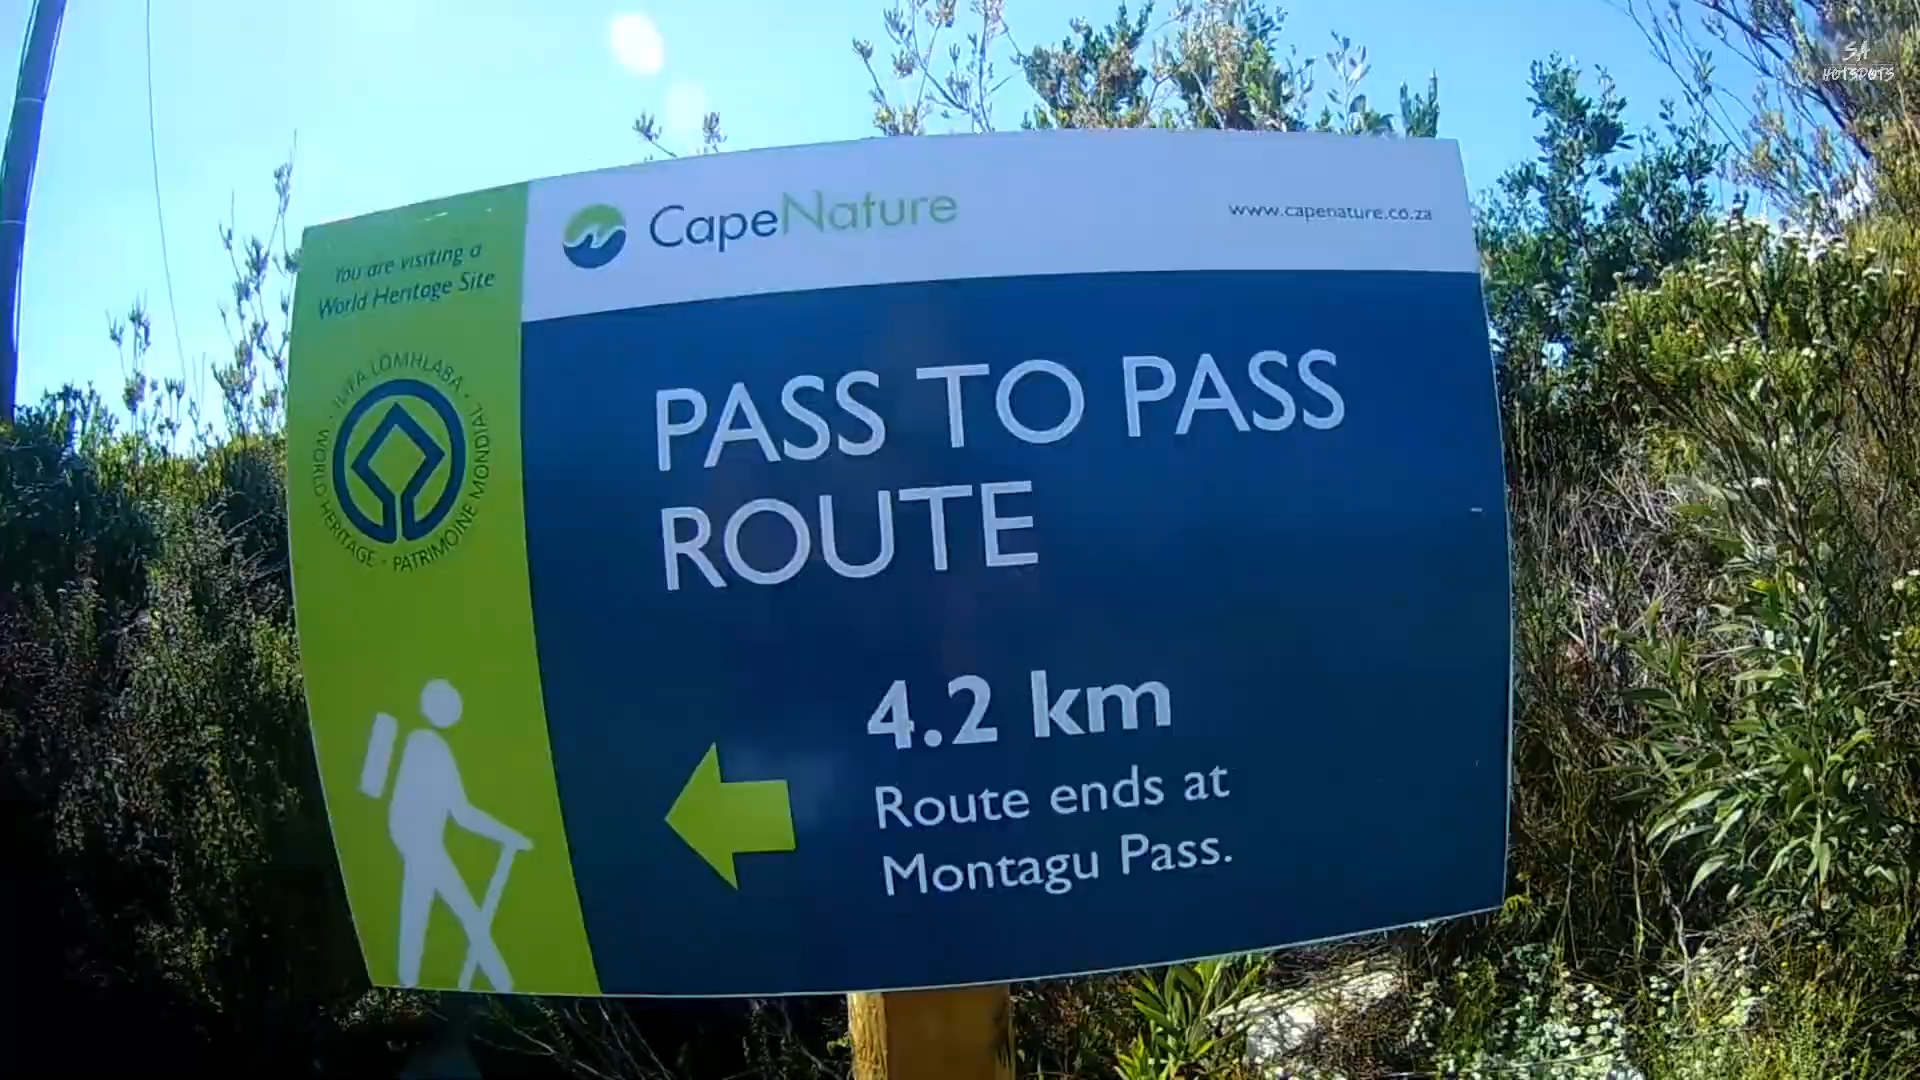 SA
HOTSPOTS
You are visiting a
World Heritage Site
CapeNature
www.capenature.co.za
ILIFA LOMHLABA • WORLD HERITAGE • PATRIMOINE MONDIAL •
PASS TO PASS
ROUTE
4.2 km
Route ends at
Montagu Pass.